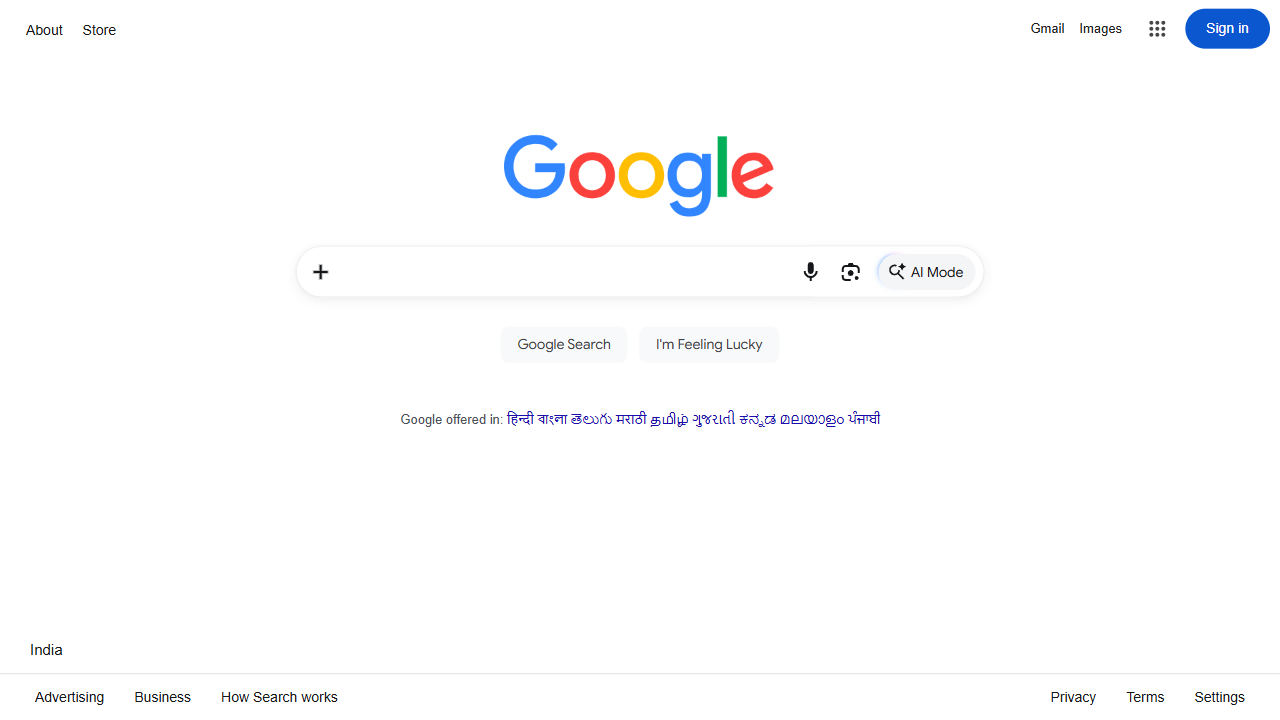 About Store
Gmail Images
Sign in
Google
AI Mode
Google Search
I'm Feeling Lucky
Google offered in: हिन्दी বাংলা తెలుగు मराठी தமிழ் ગુજરાતી ಕನ್ನಡ മലയാളം ਪੰਜਾਬੀ
India
Advertising Business How Search works
Privacy Terms Settings